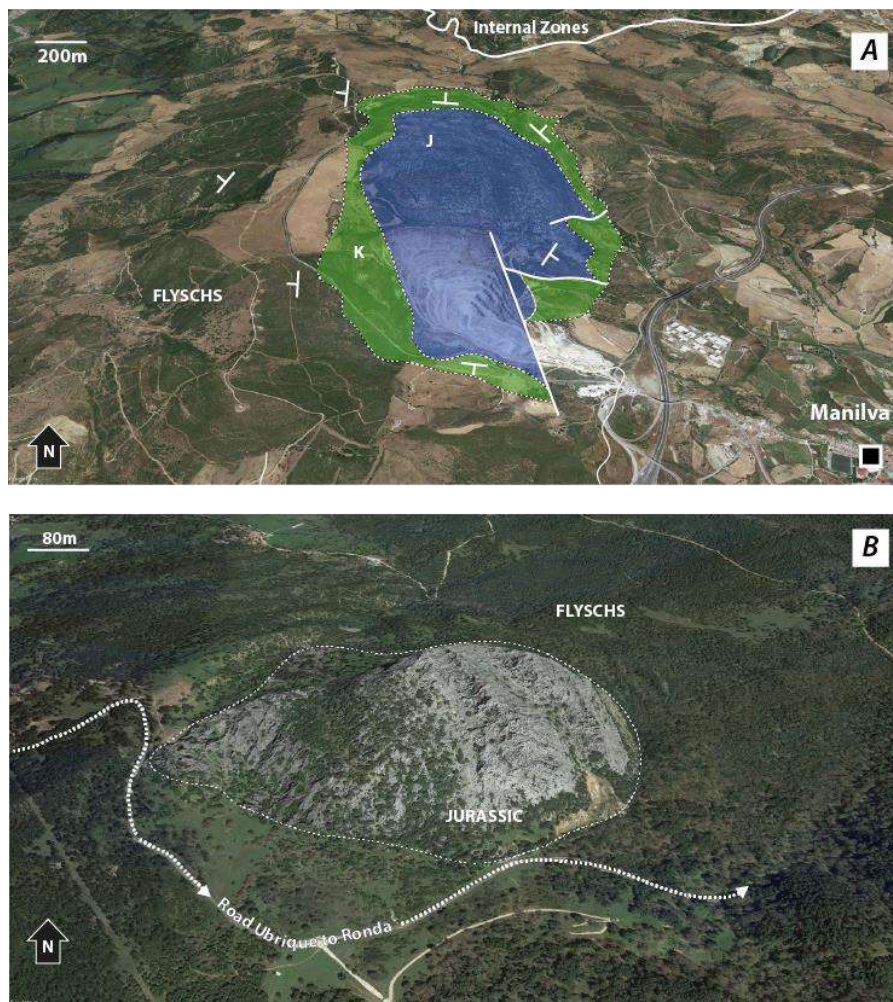 Internal Zones
A
200m
J
K
FLYSCHS
Manilva
N
80m
B
FLYSCHS
JURASSIC
Road Ubrique to Ronda
N